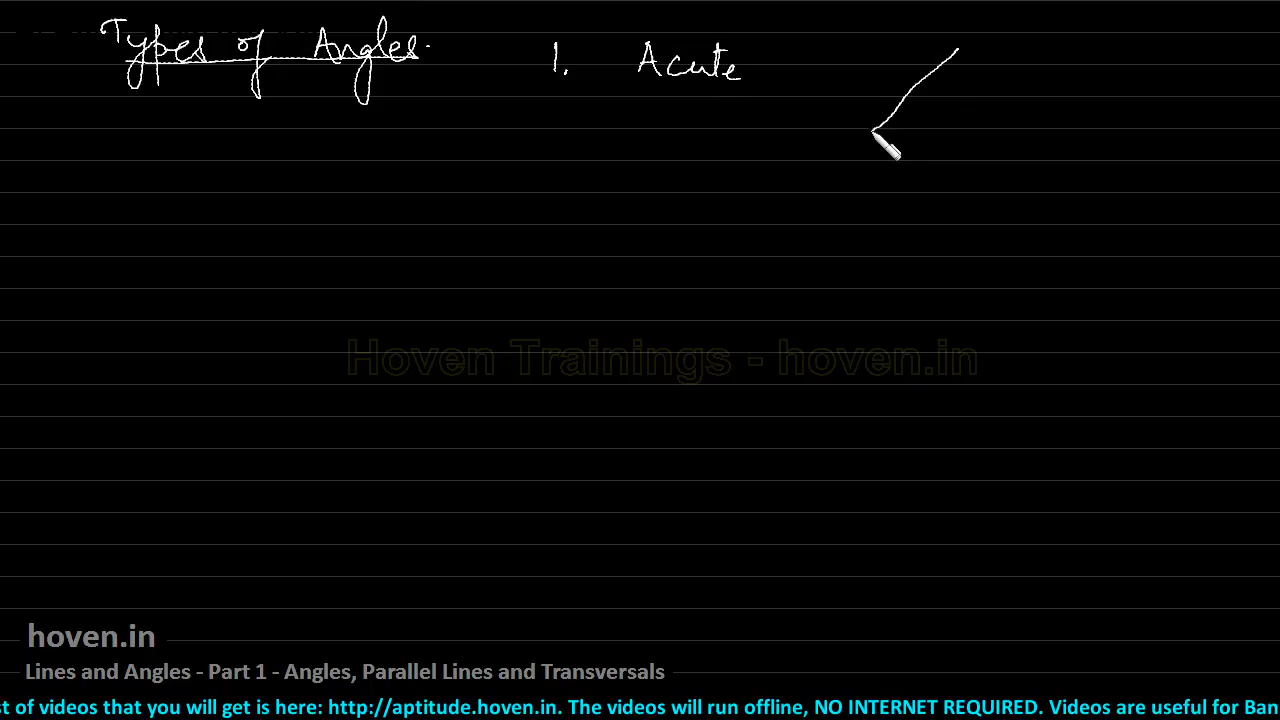 Types of Angles. 1. Acute
Hoven Trainings - hoven.in
hoven.in
Lines and Angles - Part 1 - Angles, Parallel Lines and Transversals
st of videos that you will get is here: http://aptitude.hoven.in. The videos will run offline, NO INTERNET REQUIRED. Videos are useful for Ban